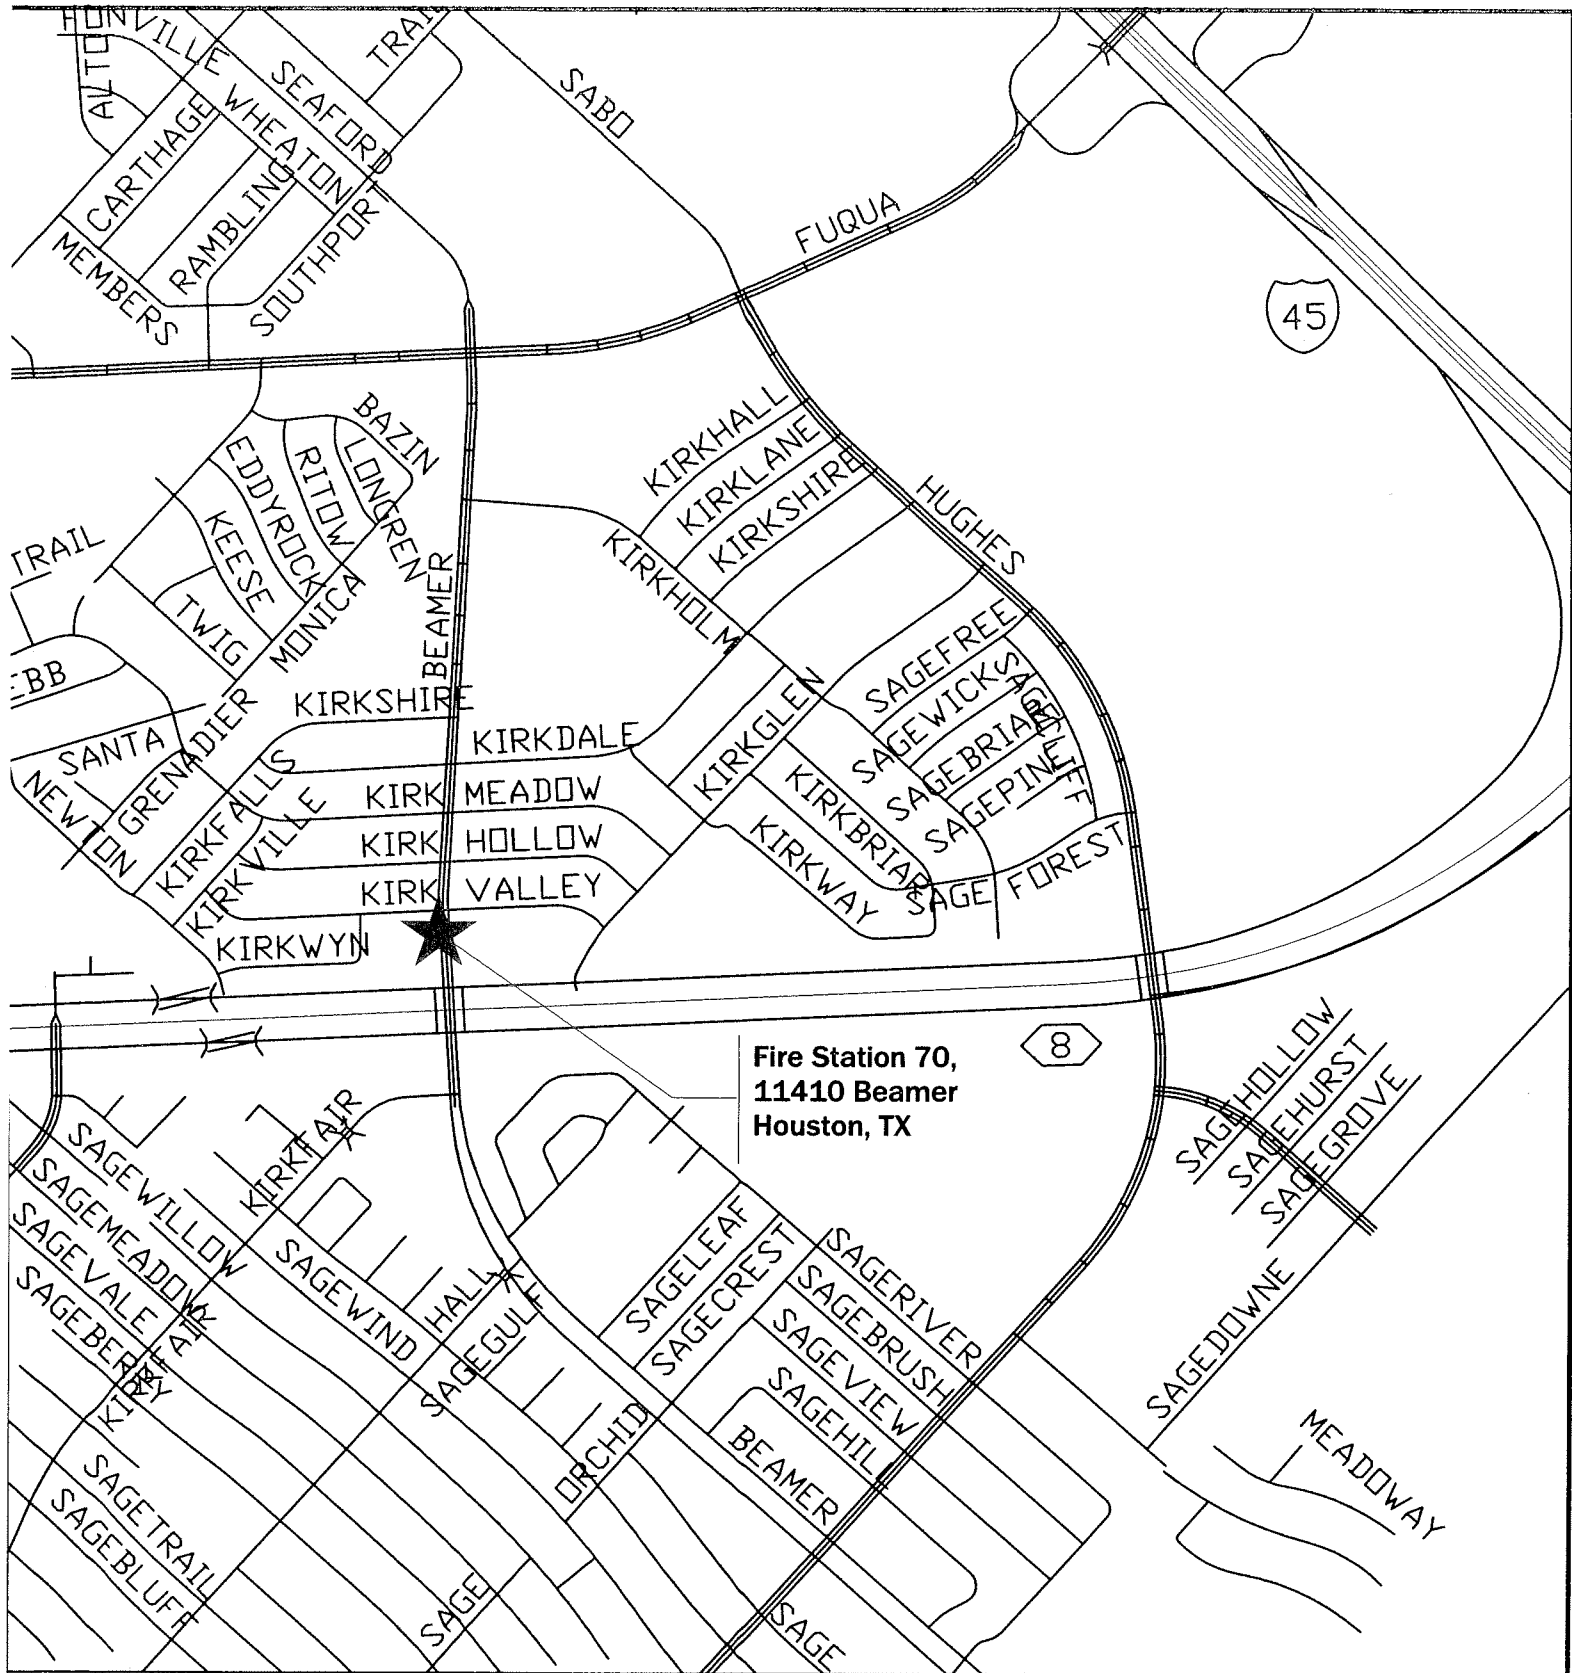 ALTON
SEAFORD
WHEATON
CARTHAGE
RAMBLING
SOUTHPORT
MEMBERS
SABO
FUQUA
45
BAZIN
LONGREN
RITOW
EDDYROCK
KEESE
TWIG
MONICA
TRAIL
SANTA
GRENADIER
NEWTON
BEAMER
KIRKHALL
KIRKLANE
KIRKSHIRE
HUGHES
KIRKHOLM
KIRKSHIRE
KIRKDALE
KIRKFALLS
KIRKVILLE
KIRK MEADOW
KIRK HOLLOW
KIRK VALLEY
KIRKWYN
KIRKGLEN
KIRKBRIAR
KIRKWAY
SAGEFREE
SAGEWICK
SAGEBRIAR
SAGEPINE
SAGECLIFF
SAGE FOREST
Fire Station 70,
11410 Beamer
Houston, TX
8
SAGEHOLLOW
SAGEHURST
SAGEGROVE
SAGEDOWNE
MEADOWAY
KIRKFAIR
SAGEWILLOW
SAGEMEADOW
SAGEVALE
SAGEBERRY
KIRKFAIR
SAGEWIND
HALL
SAGEGULF
SAGELEAF
SAGECREST
SAGERIVER
SAGEBRUSH
SAGEVIEW
SAGEHILL
BEAMER
ORCHID
SAGETRAIL
SAGEBLUFF
SAGE
SAGE